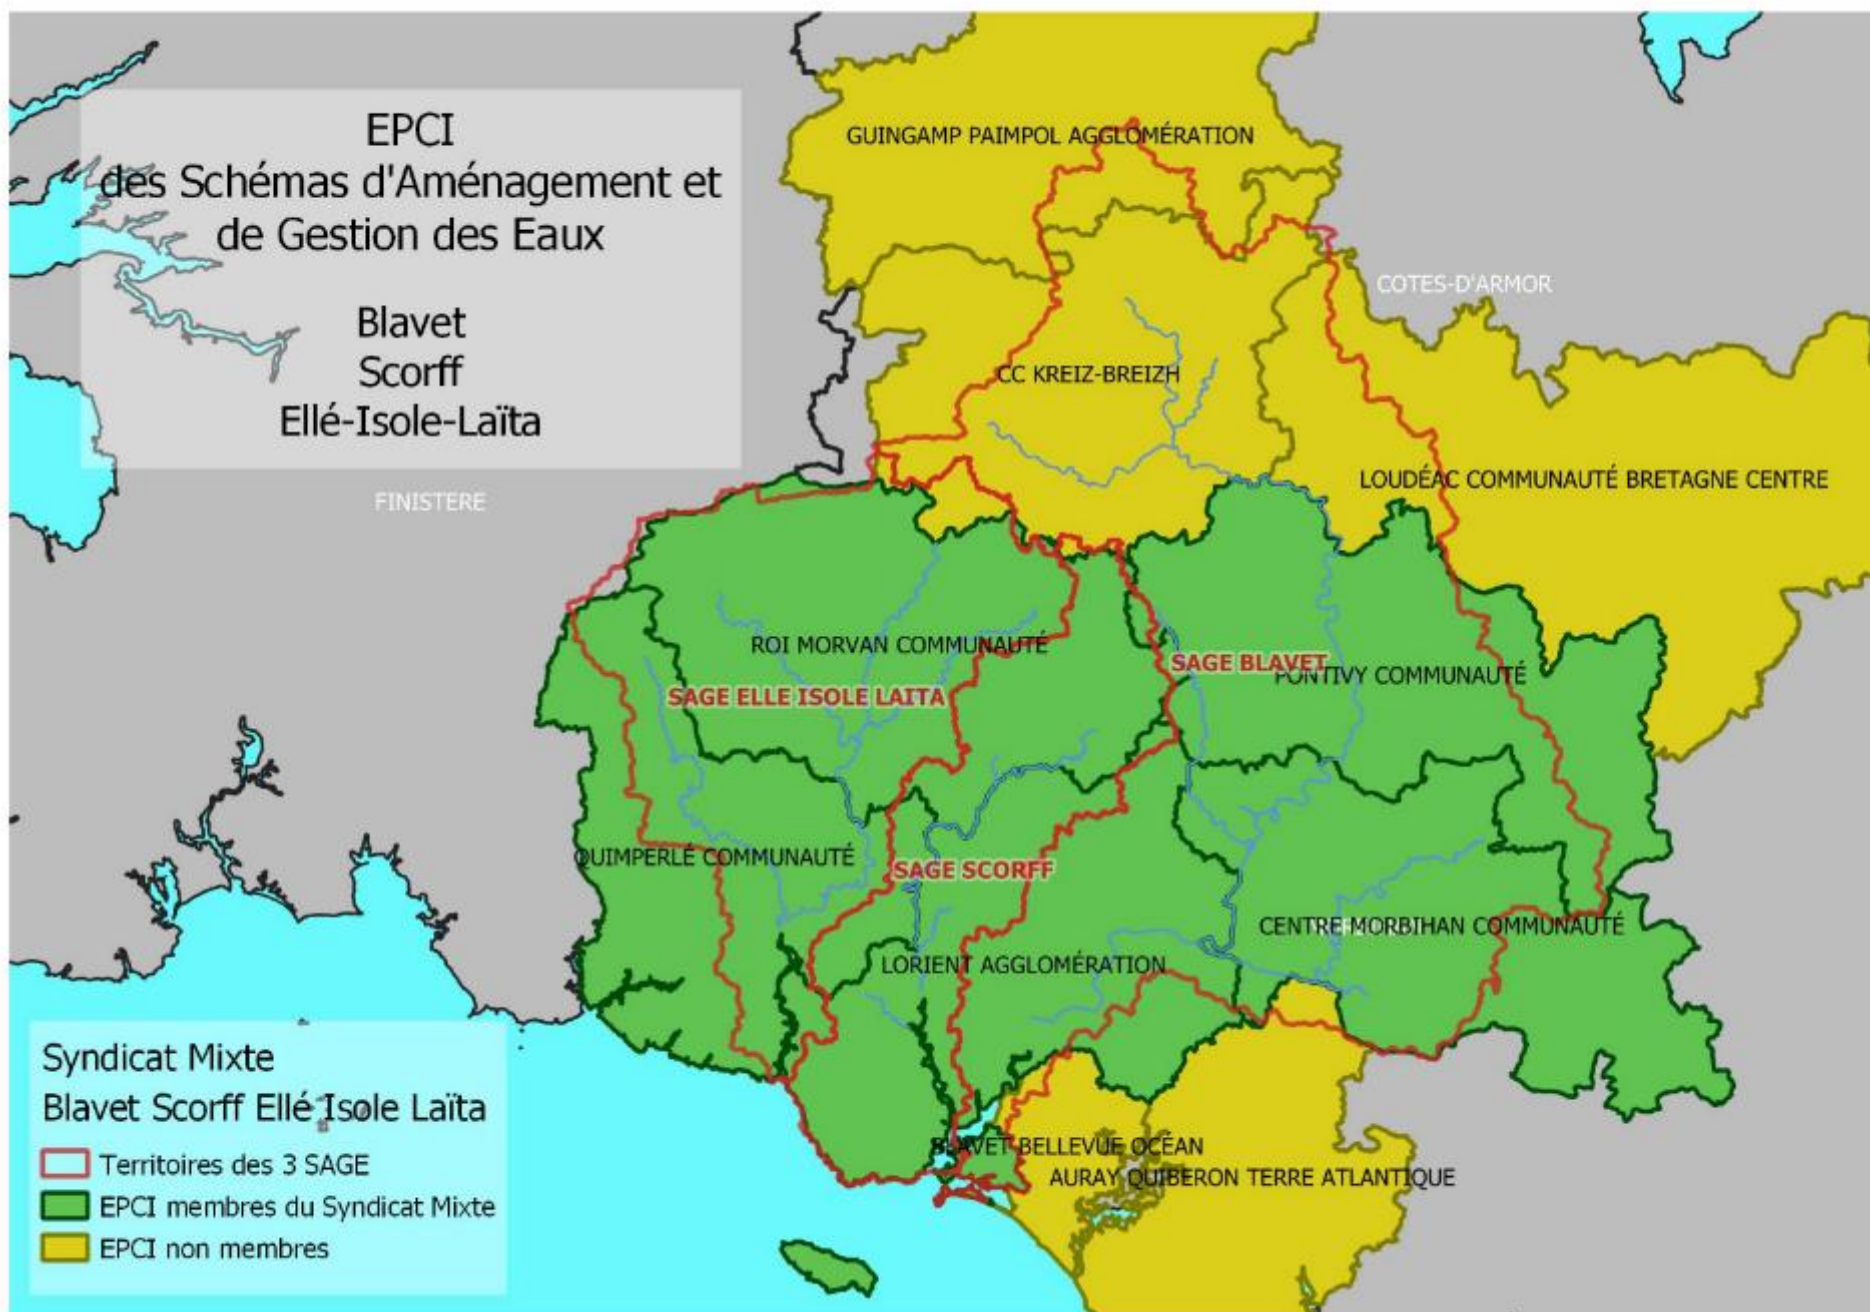 EPCI
des Schémas d'Aménagement et
de Gestion des Eaux
Blavet
Scorff
Ellé-Isole-Laïta
GUINGAMP PAIMPOL AGGLOMÉRATION
COTES-D'ARMOR
CC KREIZ-BREIZH
LOUDÉAC COMMUNAUTÉ BRETAGNE CENTRE
FINISTERE
ROI MORVAN COMMUNAUTÉ
SAGE BLAVET
PONTIVY COMMUNAUTÉ
SAGE ELLE ISOLE LAITA
QUIMPERLÉ COMMUNAUTÉ
SAGE SCORFF
CENTRE MORBIHAN COMMUNAUTÉ
LORIENT AGGLOMÉRATION
BLAVET BELLEVUE OCÉAN
AURAY QUIBERON TERRE ATLANTIQUE
Syndicat Mixte
Blavet Scorff Ellé Isole Laïta
Territoires des 3 SAGE
EPCI membres du Syndicat Mixte
EPCI non membres